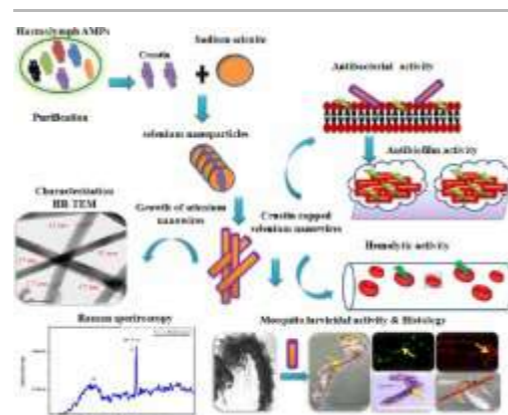 Haemolymph AMPs
Crustin
Sodium selenite
+
Purification
selenium nanoparticles
Antibacterial activity
Antibiofilm activity
Characterization
HR TEM
Growth of selenium
nanowires
Crustin capped
selenium nanowires
Hemolytic activity
Raman spectroscopy
Mosquito larvicidal activity & Histology